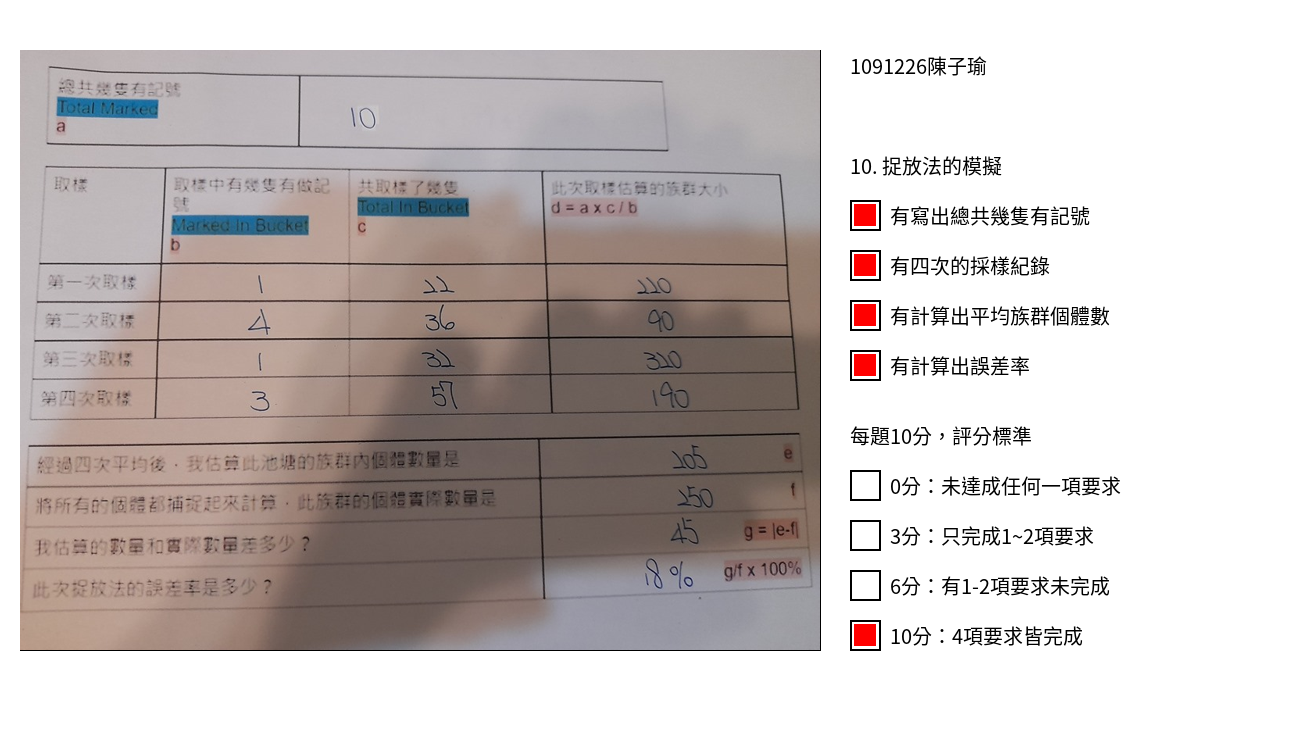 1091226陳子瑜
總共幾隻有記號
Total Marked
a
10
10. 捉放法的模擬
取樣
取樣中有幾隻有做記
號
Marked in Bucket
b
共取樣了幾隻
Total In Bucket
c
此次取樣估算的族群大小
d = a x c / b
第一次取樣 1 22 220
第二次取樣 4 36 90
第三次取樣 1 32 320
第四次取樣 3 57 190
經過四次平均後，我估算此池塘的族群內個體數量是 205 e
將所有的個體都捕捉起來計算，此族群的個體實際數量是 250 f
我估算的數量和實際數量差多少？ 45 g = |e-f|
此次捉放法的誤差率是多少？ 18% g/f x 100%
有寫出總共幾隻有記號
有四次的採樣紀錄
有計算出平均族群個體數
有計算出誤差率
每題10分，評分標準
0分：未達成任何一項要求
3分：只完成1~2項要求
6分：有1-2項要求未完成
10分：4項要求皆完成